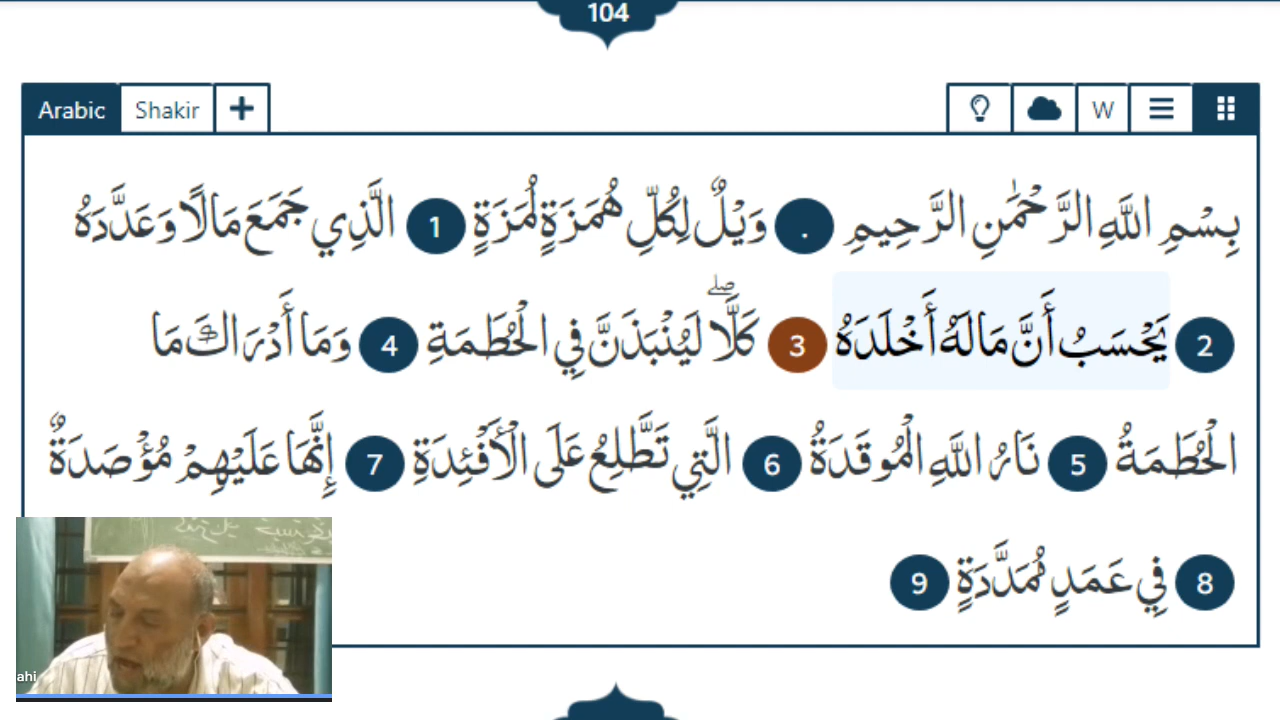 104
Arabic Shakir + W
بِسْمِ اللَّهِ الرَّحْمَٰنِ الرَّحِيمِ . وَيْلٌ لِكُلِّ هُمَزَةٍ لُمَزَةٍ 1 الَّذِي جَمَعَ مَالًا وَعَدَّدَهُ
2 يَحْسَبُ أَنَّ مَالَهُ أَخْلَدَهُ 3 كَلَّا ۖ لَيُنْبَذَنَّ فِي الْحُطَمَةِ 4 وَمَا أَدْرَاكَ مَا
الْحُطَمَةُ 5 نَارُ اللَّهِ الْمُوقَدَةُ 6 الَّتِي تَطَّلِعُ عَلَى الْأَفْئِدَةِ 7 إِنَّهَا عَلَيْهِمْ مُؤْصَدَةٌ
8 فِي عَمَدٍ مُمَدَّدَةٍ 9
ahi